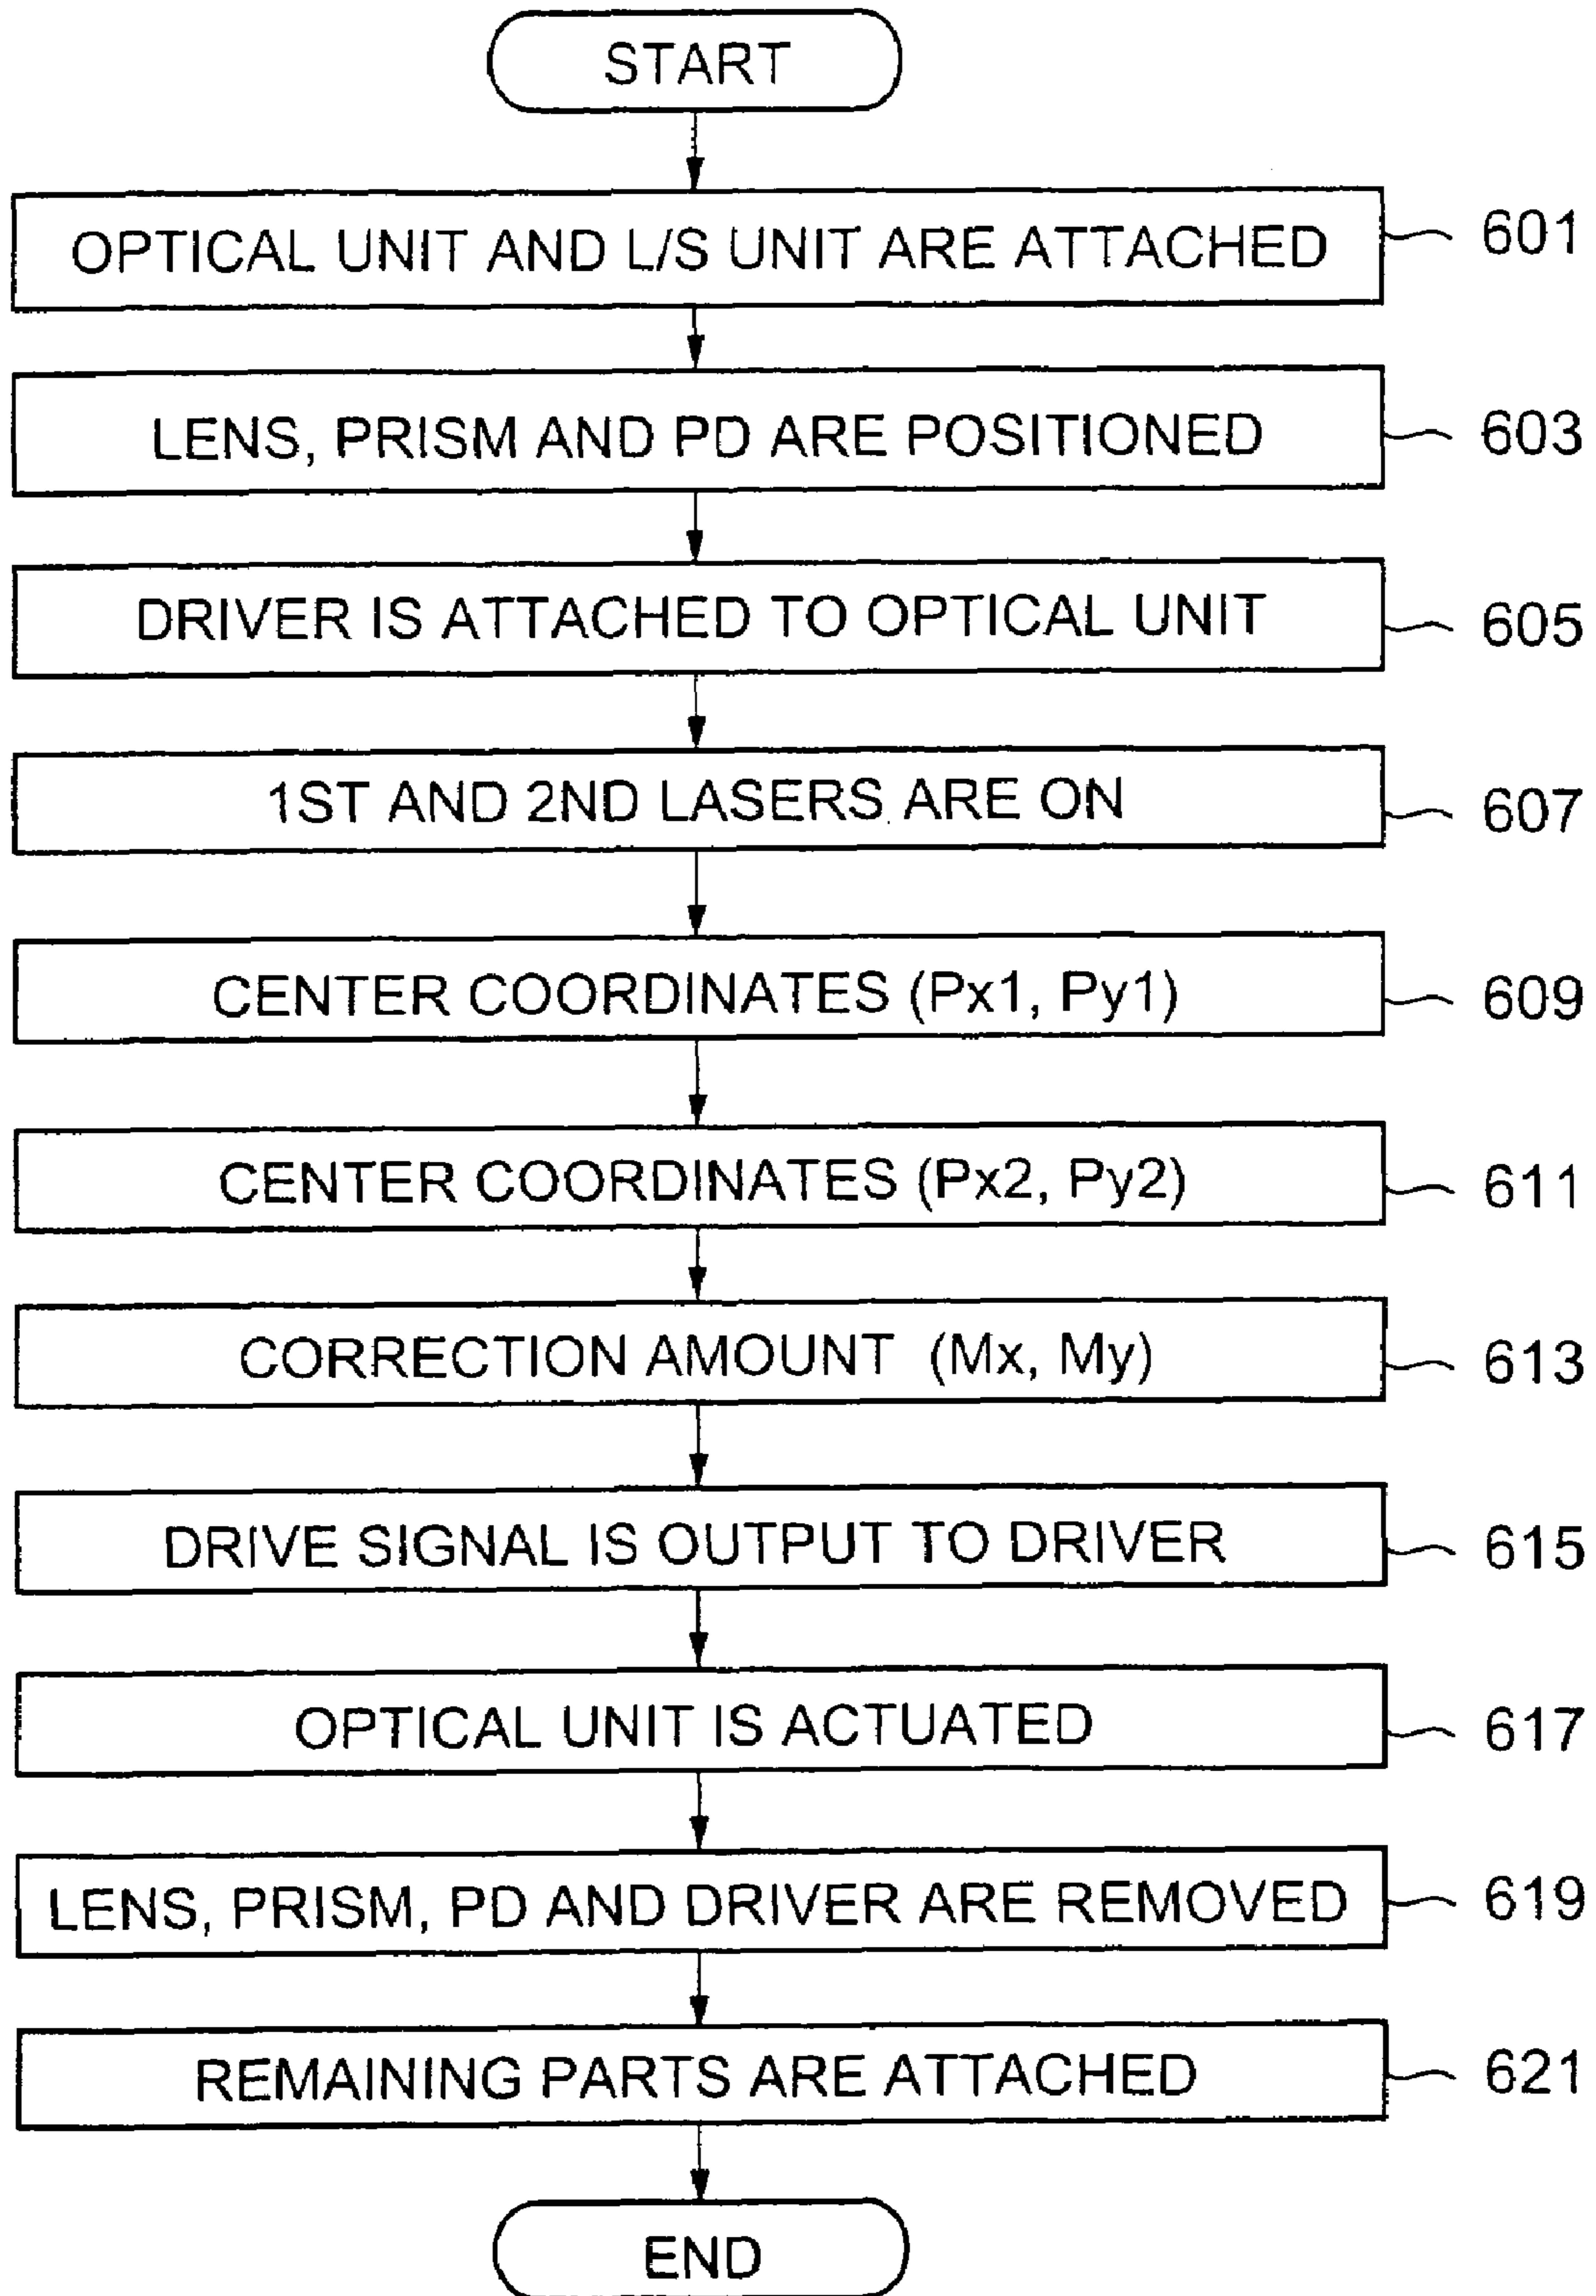 START
OPTICAL UNIT AND L/S UNIT ARE ATTACHED 601
LENS, PRISM AND PD ARE POSITIONED 603
DRIVER IS ATTACHED TO OPTICAL UNIT 605
1ST AND 2ND LASERS ARE ON 607
CENTER COORDINATES (Px1, Py1) 609
CENTER COORDINATES (Px2, Py2) 611
CORRECTION AMOUNT (Mx, My) 613
DRIVE SIGNAL IS OUTPUT TO DRIVER 615
OPTICAL UNIT IS ACTUATED 617
LENS, PRISM, PD AND DRIVER ARE REMOVED 619
REMAINING PARTS ARE ATTACHED 621
END